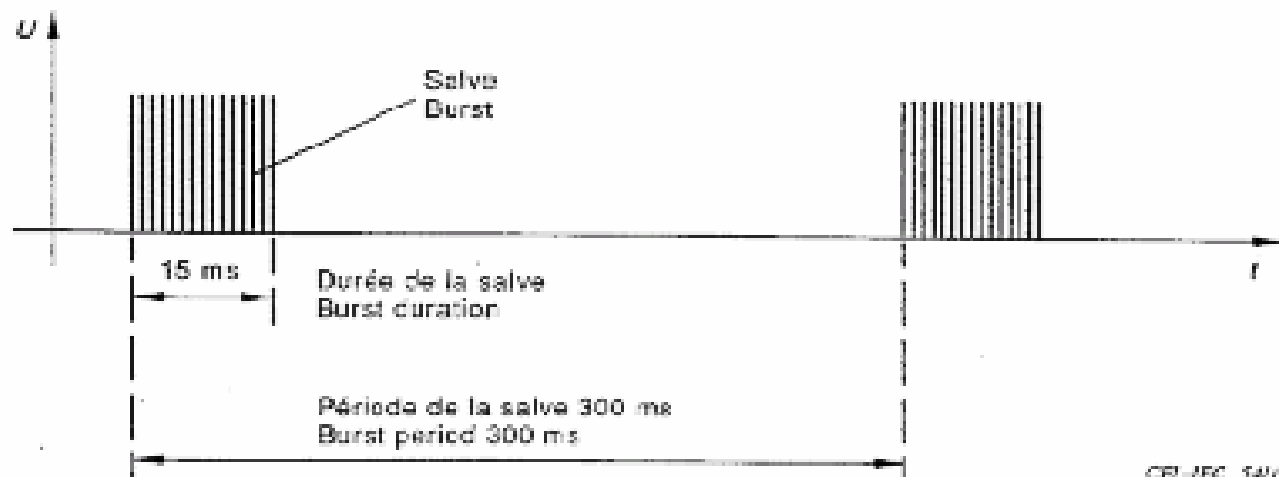 U
Salve
Burst
t
15 ms
Durée de la salve
Burst duration
Période de la salve 300 ms
Burst period 300 ms